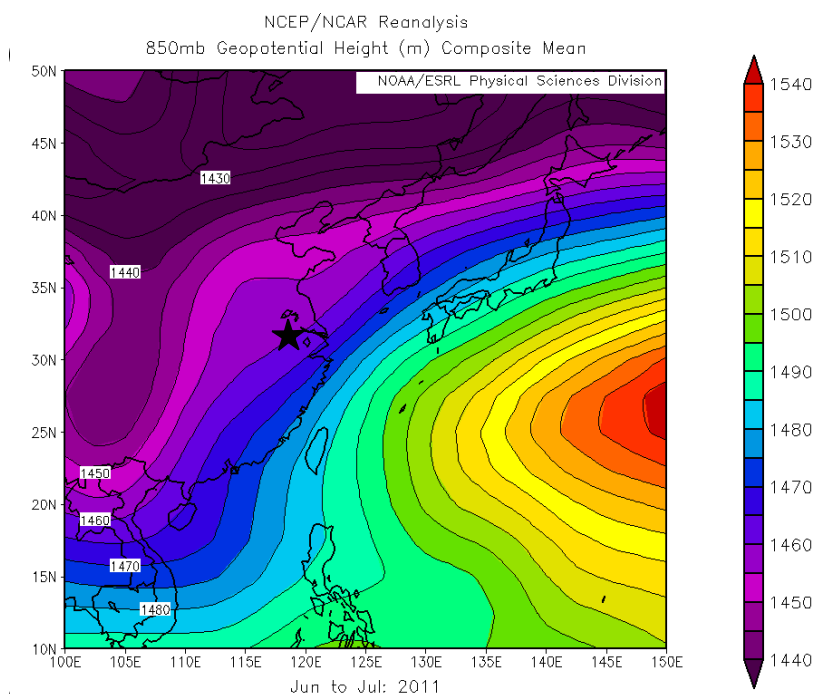 NCEP/NCAR Reanalysis
850mb Geopotential Height (m) Composite Mean
NOAA/ESRL Physical Sciences Division
50N
45N
40N
35N
30N
25N
20N
15N
10N
1430
1440
1450
1460
1470
1480
100E 105E 110E 115E 120E 125E 130E 135E 140E 145E 150E
Jun to Jul: 2011
1540
1530
1520
1510
1500
1490
1480
1470
1460
1450
1440